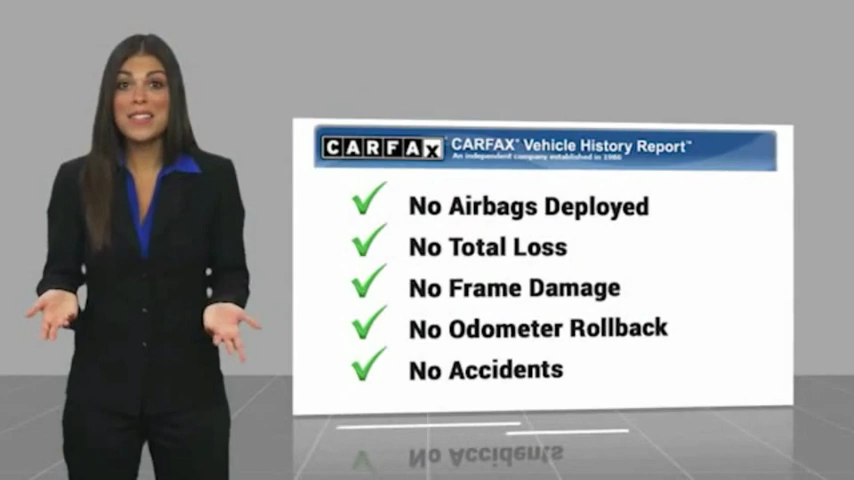 CARFAX CARFAX® Vehicle History Report™
An independent company established in 1986
No Airbags Deployed
No Total Loss
No Frame Damage
No Odometer Rollback
No Accidents
No Accidents